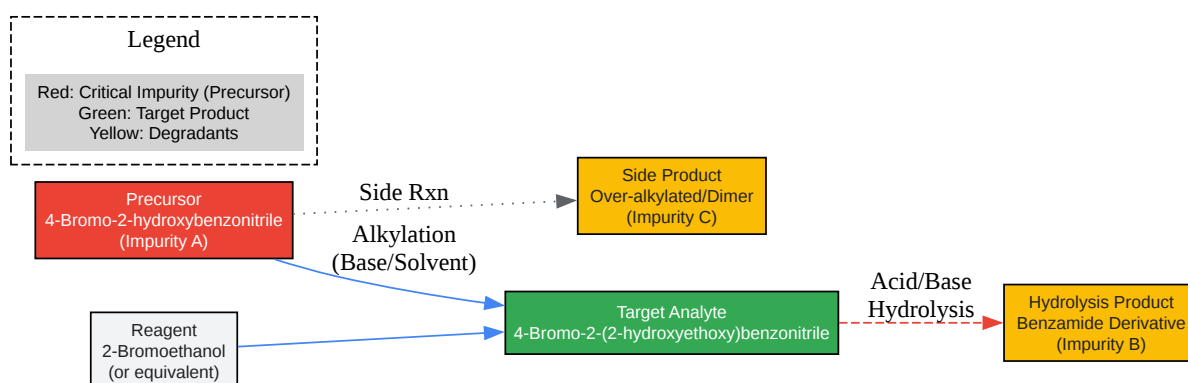 Legend
Red: Critical Impurity (Precursor)
Green: Target Product
Yellow: Degradants
Precursor
4-Bromo-2-hydroxybenzonitrile
(Impurity A)
Side Rxn
Side Product
Over-alkylated/Dimer
(Impurity C)
Alkylation
(Base/Solvent)
Reagent
2-Bromoethanol
(or equivalent)
Target Analyte
4-Bromo-2-(2-hydroxyethoxy)benzonitrile
Acid/Base
Hydrolysis
Hydrolysis Product
Benzamide Derivative
(Impurity B)